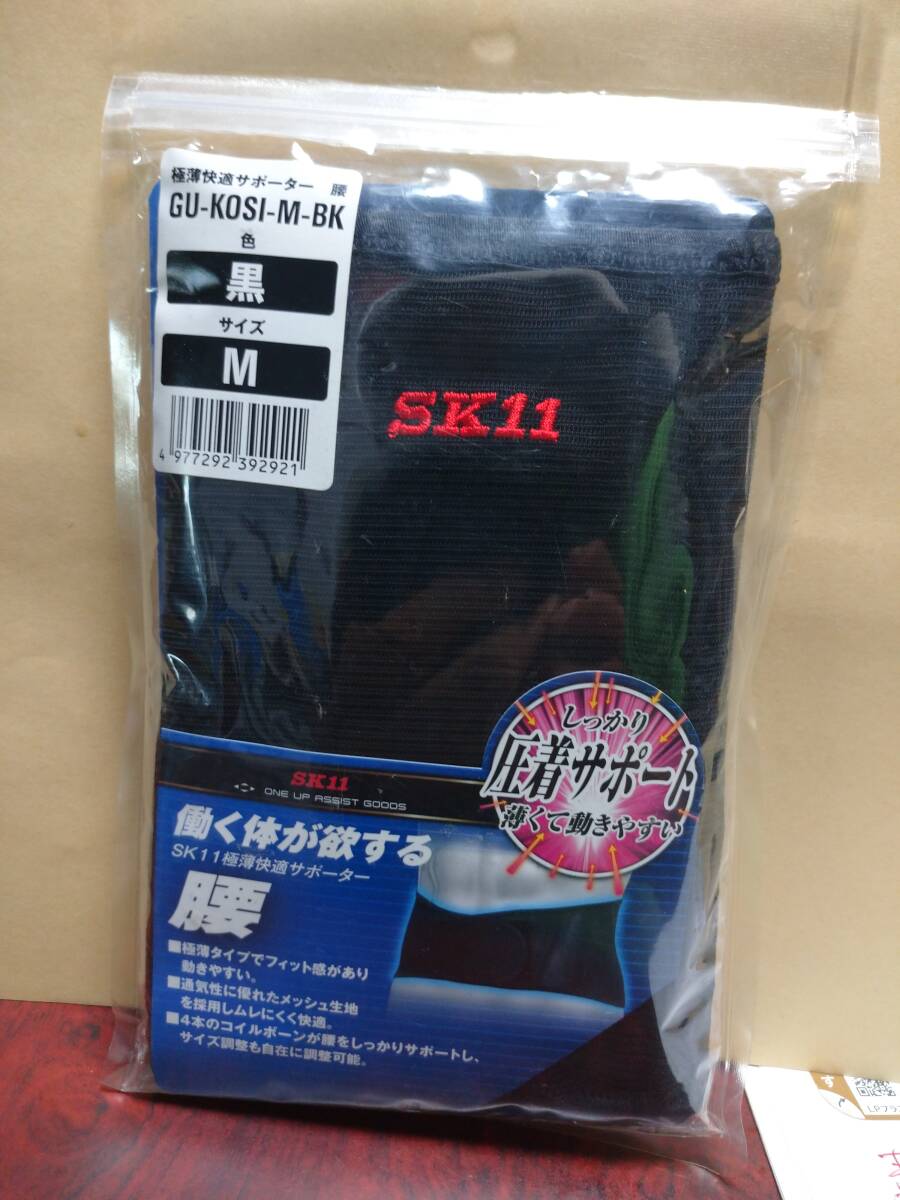 極薄快適サポーター 腰
GU-KOSI-M-BK
色
黒
サイズ
M
4 977292 392921
SK11
しっかり
圧着サポート
薄くて動きやすい
SK11
ONE UP ASSIST GOODS
働く体が欲する
SK11極薄快適サポーター
腰
■極薄タイプでフィット感があり
動きやすい。
■通気性に優れたメッシュ生地
を採用しムレにくく快適。
■4本のコイルボーンが腰をしっかりサポートし、
サイズ調整も自在に調整可能。